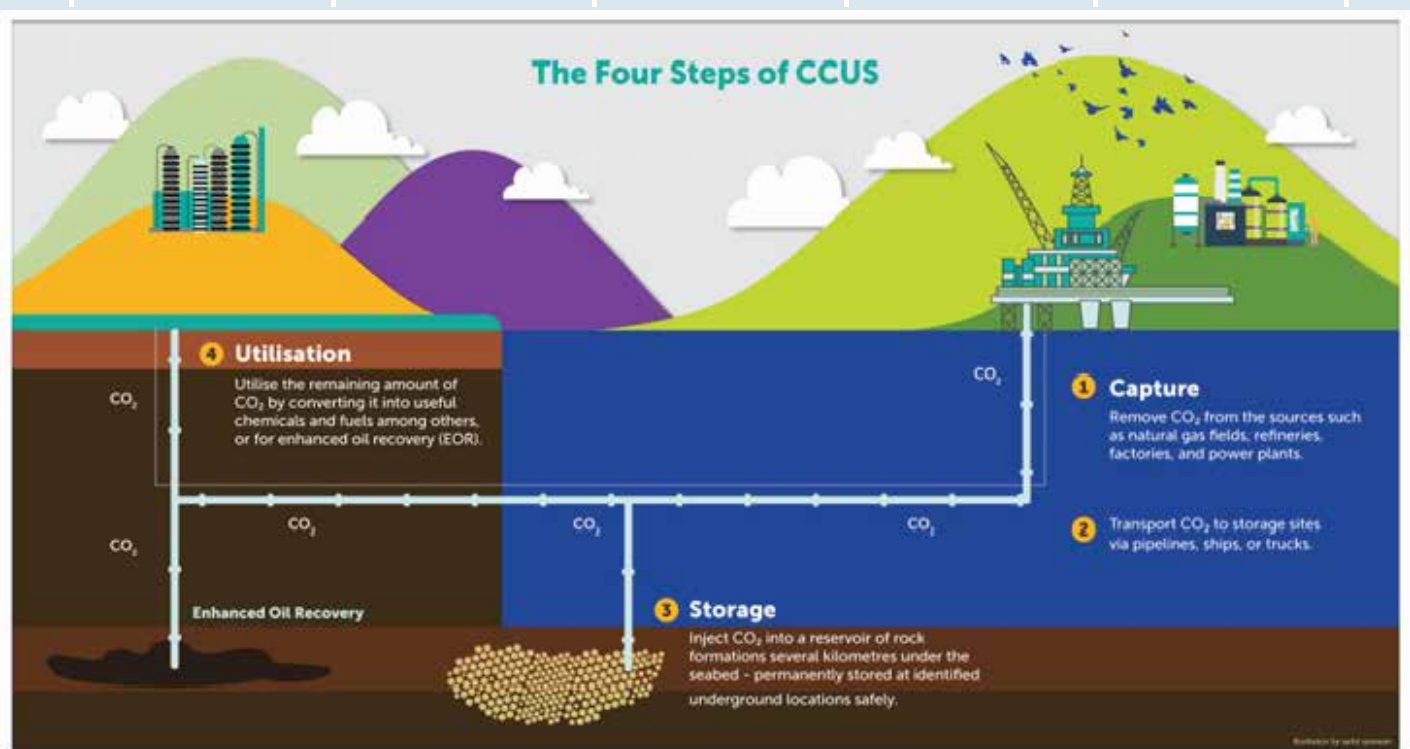 The Four Steps of CCUS
4 Utilisation
Utilise the remaining amount of
CO₂ by converting it into useful
chemicals and fuels among others,
or for enhanced oil recovery (EOR).
CO₂
CO₂
1 Capture
Remove CO₂ from the sources such
as natural gas fields, refineries,
factories, and power plants.
CO₂
CO₂
CO₂
CO₂
2 Transport CO₂ to storage sites
via pipelines, ships, or trucks.
Enhanced Oil Recovery
3 Storage
Inject CO₂ into a reservoir of rock
formations several kilometres under the
seabed - permanently stored at identified
underground locations safely.